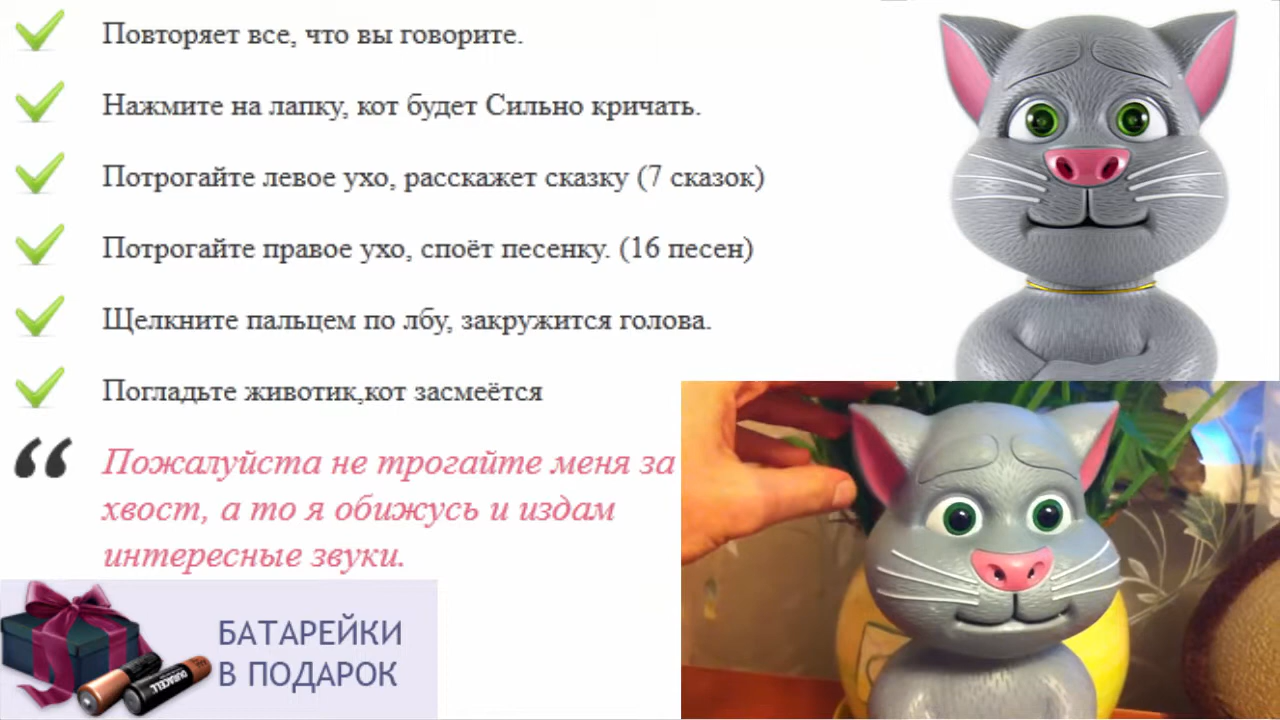 Повторяет все, что вы говорите.
Нажмите на лапку, кот будет Сильно кричать.
Потрогайте левое ухо, расскажет сказку (7 сказок)
Потрогайте правое ухо, споёт песенку. (16 песен)
Щелкните пальцем по лбу, закружится голова.
Погладьте животик,кот засмеётся
“ Пожалуйста не трогайте меня за
хвост, а то я обижусь и издам
интересные звуки.
БАТАРЕЙКИ
В ПОДАРОК
DURACELL